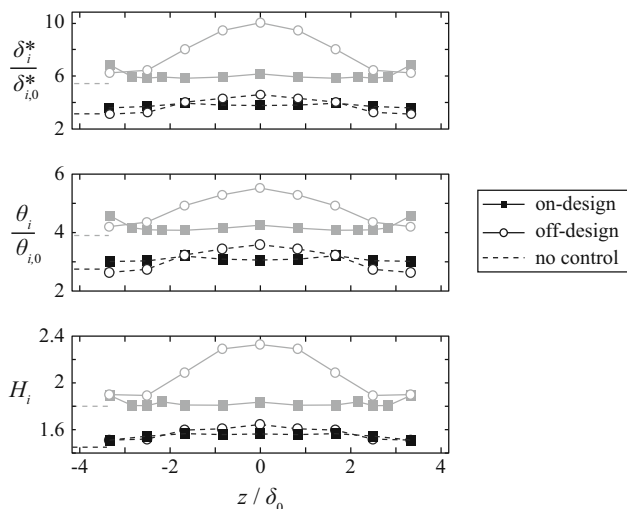 10
δ*i / δ*i,0
6
2
6
θi / θi,0
4
2
on-design
off-design
no control
2.4
Hi
2
1.6
-4 -2 0 2 4
z / δ0